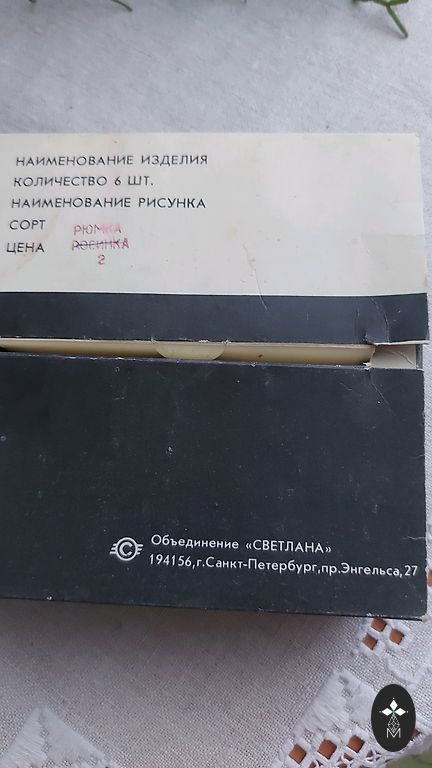 НАИМЕНОВАНИЕ ИЗДЕЛИЯ
КОЛИЧЕСТВО 6 ШТ.
НАИМЕНОВАНИЕ РИСУНКА
СОРТ РЮМКА
ЦЕНА РОСИНКА
2
Объединение «СВЕТЛАНА»
194156,г.Санкт-Петербург,пр.Энгельса,27
С
М